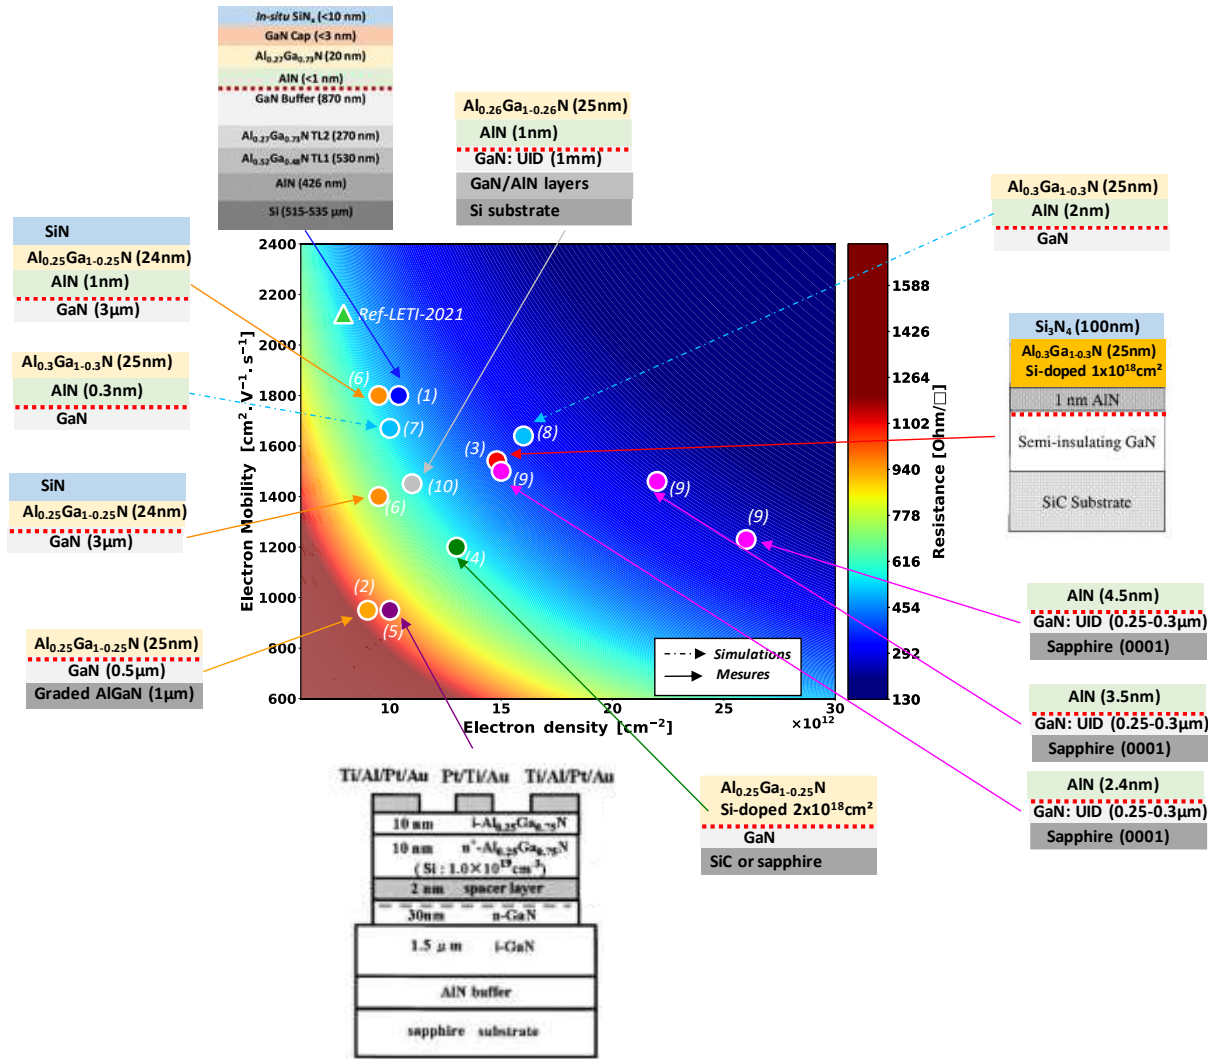 In-situ SiNx (<10 nm)
GaN Cap (<3 nm)
Al0.27Ga0.73N (20 nm)
AlN (<1 nm)
GaN Buffer (870 nm)
Al0.27Ga0.73N TL2 (270 nm)
Al0.52Ga0.48N TL1 (530 nm)
AlN (426 nm)
Si (515-535 µm)
Al0.26Ga1-0.26N (25nm)
AlN (1nm)
GaN: UID (1mm)
GaN/AlN layers
Si substrate
Al0.3Ga1-0.3N (25nm)
AlN (2nm)
GaN
SiN
Al0.25Ga1-0.25N (24nm)
AlN (1nm)
GaN (3µm)
Al0.3Ga1-0.3N (25nm)
AlN (0.3nm)
GaN
SiN
Al0.25Ga1-0.25N (24nm)
GaN (3µm)
Al0.25Ga1-0.25N (25nm)
GaN (0.5µm)
Graded AlGaN (1µm)
Electron Mobility [cm²·V⁻¹·s⁻¹]
2400
2200
2000
1800
1600
1400
1200
1000
800
600
Ref-LETI-2021
(6)
(1)
(7)
(8)
(3)
(9)
(10)
(6)
(9)
(9)
(4)
(2)
(5)
Simulations
Mesures
10
15
20
25
30
×10¹²
Electron density [cm⁻²]
1588
1426
1264
1102
940
778
616
454
292
130
Resistance [Ohm/□]
Si3N4 (100nm)
Al0.3Ga1-0.3N (25nm)
Si-doped 1x10¹⁸cm²
1 nm AlN
Semi-insulating GaN
SiC Substrate
AlN (4.5nm)
GaN: UID (0.25-0.3µm)
Sapphire (0001)
AlN (3.5nm)
GaN: UID (0.25-0.3µm)
Sapphire (0001)
AlN (2.4nm)
GaN: UID (0.25-0.3µm)
Sapphire (0001)
Al0.25Ga1-0.25N
Si-doped 2x10¹⁸cm²
GaN
SiC or sapphire
Ti/Al/Pt/Au Pt/Ti/Au Ti/Al/Pt/Au
10 nm i-Al0.25Ga0.75N
10 nm n⁺-Al0.25Ga0.75N
(Si : 1.0×10¹⁹cm⁻³)
2 nm spacer layer
30nm n-GaN
1.5 µm i-GaN
AlN buffer
sapphire substrate